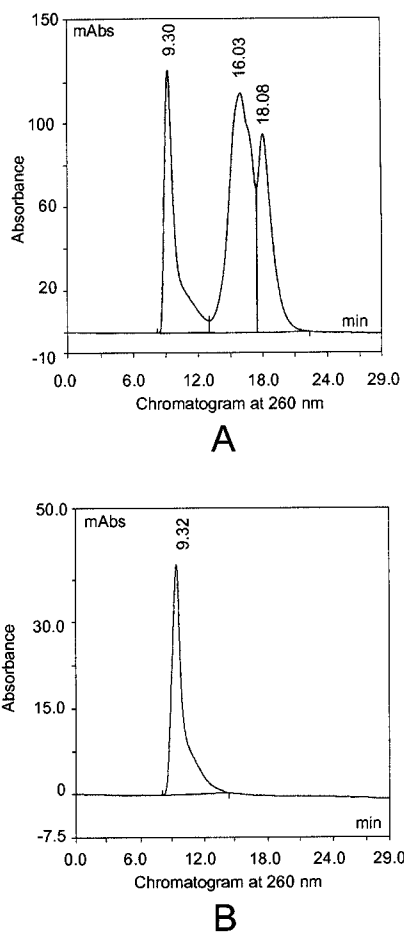 150
mAbs
9.30
16.03
18.08
100
60
20
-10
Absorbance
min
0.0 6.0 12.0 18.0 24.0 29.0
Chromatogram at 260 nm
A
50.0
mAbs
9.32
30.0
15.0
0
-7.5
Absorbance
min
0.0 6.0 12.0 18.0 24.0 29.0
Chromatogram at 260 nm
B